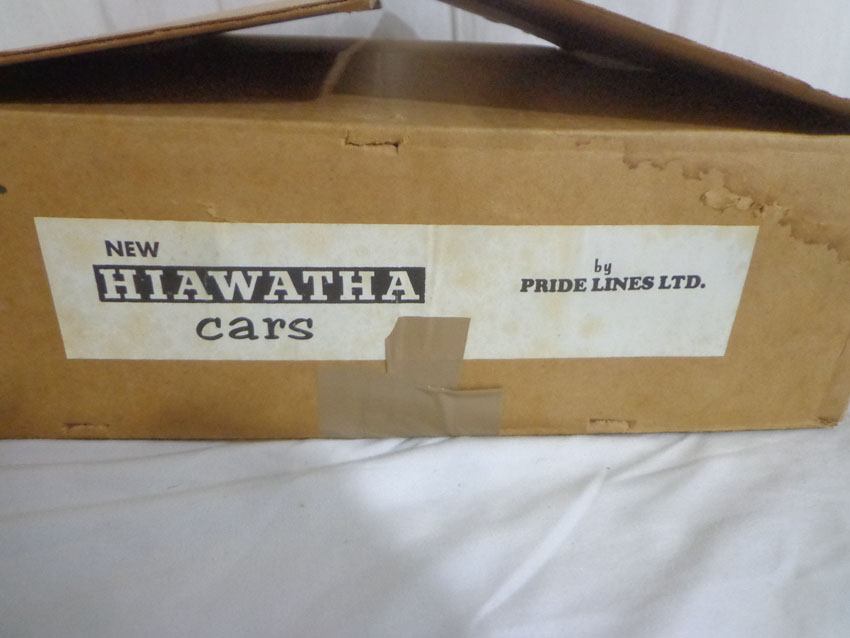 NEW
HIAWATHA
cars
by
PRIDE LINES LTD.